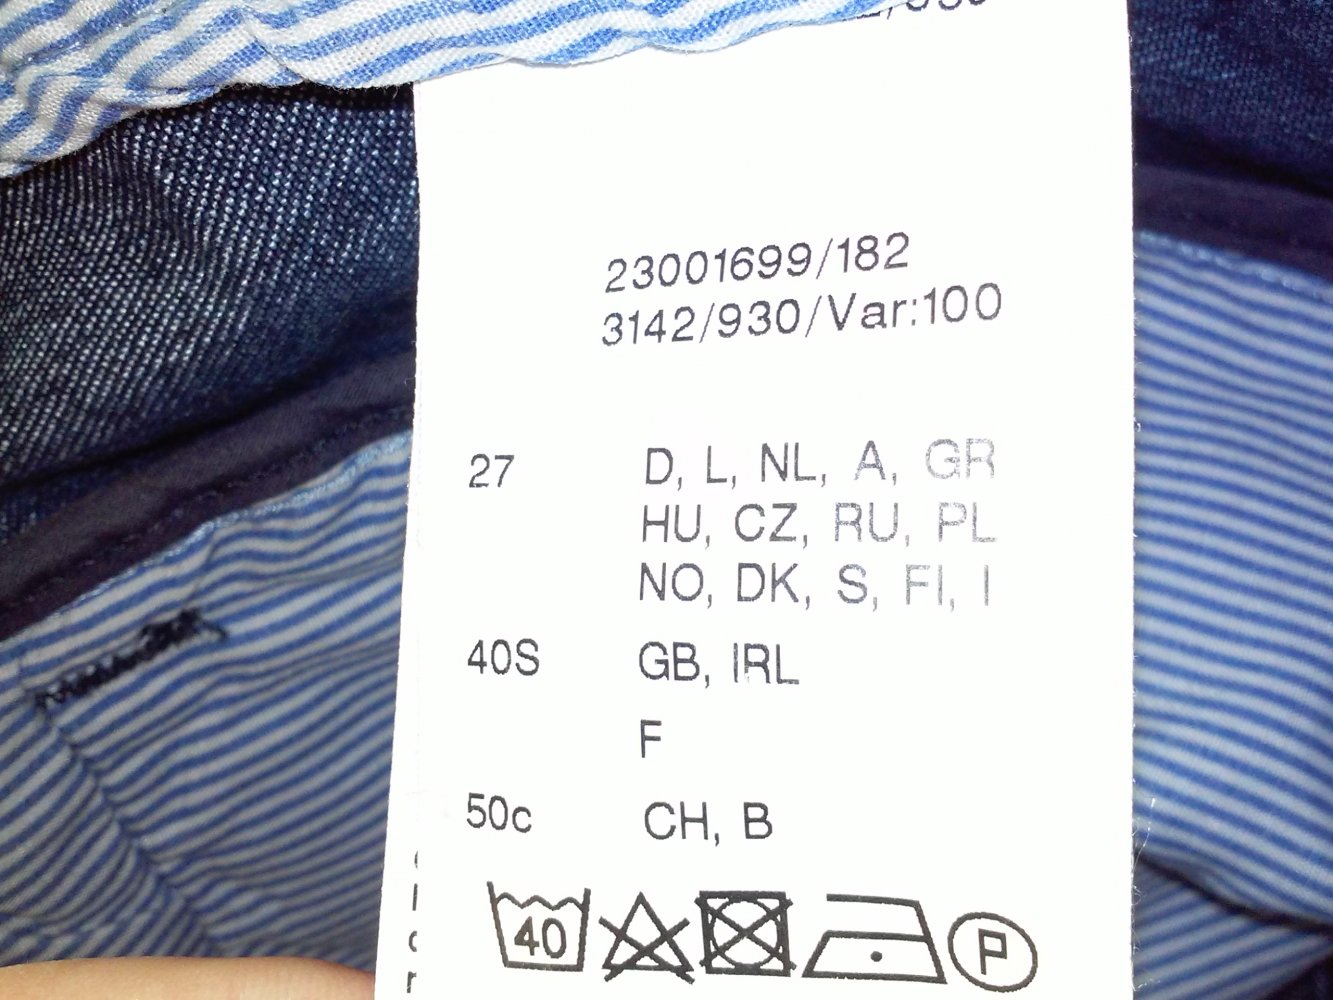 23001699/182
3142/930/Var:100
27 D, L, NL, A, GR
HU, CZ, RU, PL
NO, DK, S, FI, I
40S GB, IRL
F
50c CH, B
40 P